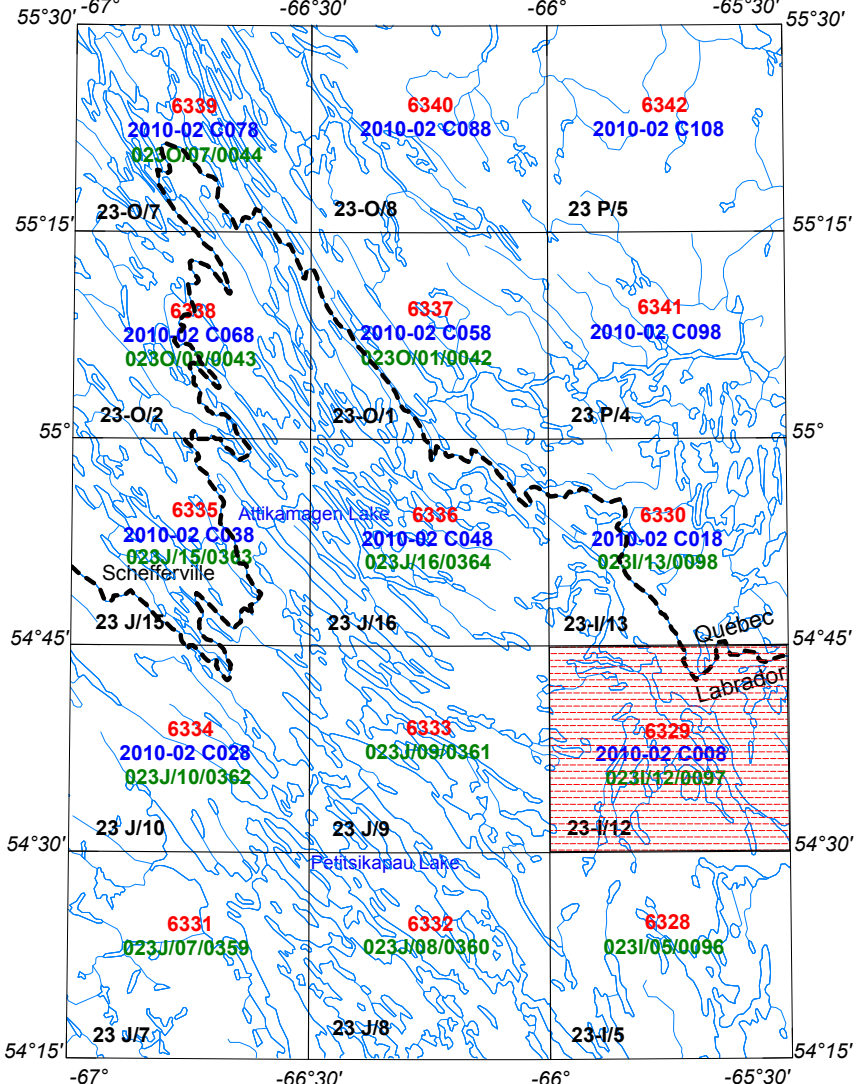 -67° -66°30' -66° -65°30'
55°30' 55°30'
6339 6340 6342
2010-02 C078 2010-02 C088 2010-02 C108
023O/07/0044
23-O/7 23-O/8 23 P/5
55°15' 55°15'
6338 6337 6341
2010-02 C068 2010-02 C058 2010-02 C098
023O/02/0043 023O/01/0042
23-O/2 23-O/1 23 P/4
55° 55°
6335 Attikamagen Lake 6336 6330
2010-02 C038 2010-02 C048 2010-02 C018
023J/15/0363 023J/16/0364 023I/13/0098
Schefferville
23 J/15 23 J/16 23-I/13 Quebec
54°45' 54°45'
Labrador
6334 6333 6329
2010-02 C028 023J/09/0361 2010-02 C008
023J/10/0362 023I/12/0097
23 J/10 23 J/9 23-I/12
54°30' 54°30'
Petitsikapau Lake
6331 6332 6328
023J/07/0359 023J/08/0360 023I/05/0096
23 J/7 23 J/8 23-I/5
54°15' 54°15'
-67° -66°30' -66° -65°30'